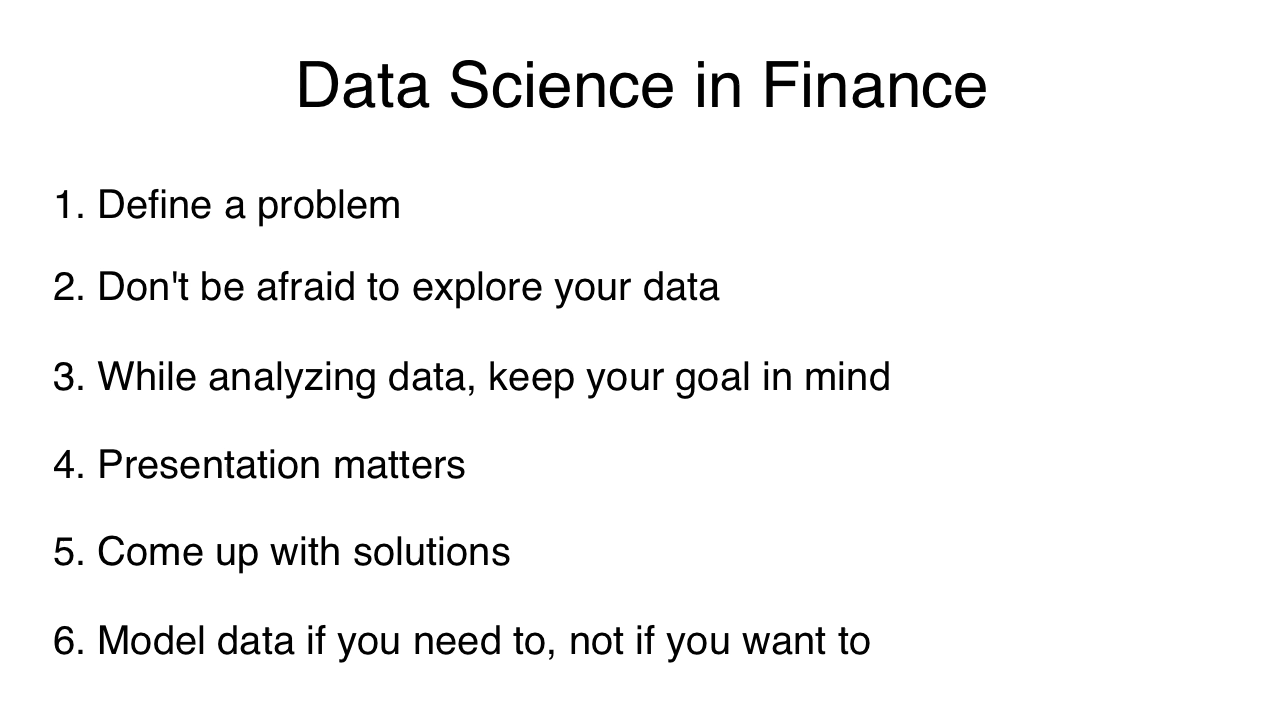 Data Science in Finance
1. Define a problem
2. Don't be afraid to explore your data
3. While analyzing data, keep your goal in mind
4. Presentation matters
5. Come up with solutions
6. Model data if you need to, not if you want to